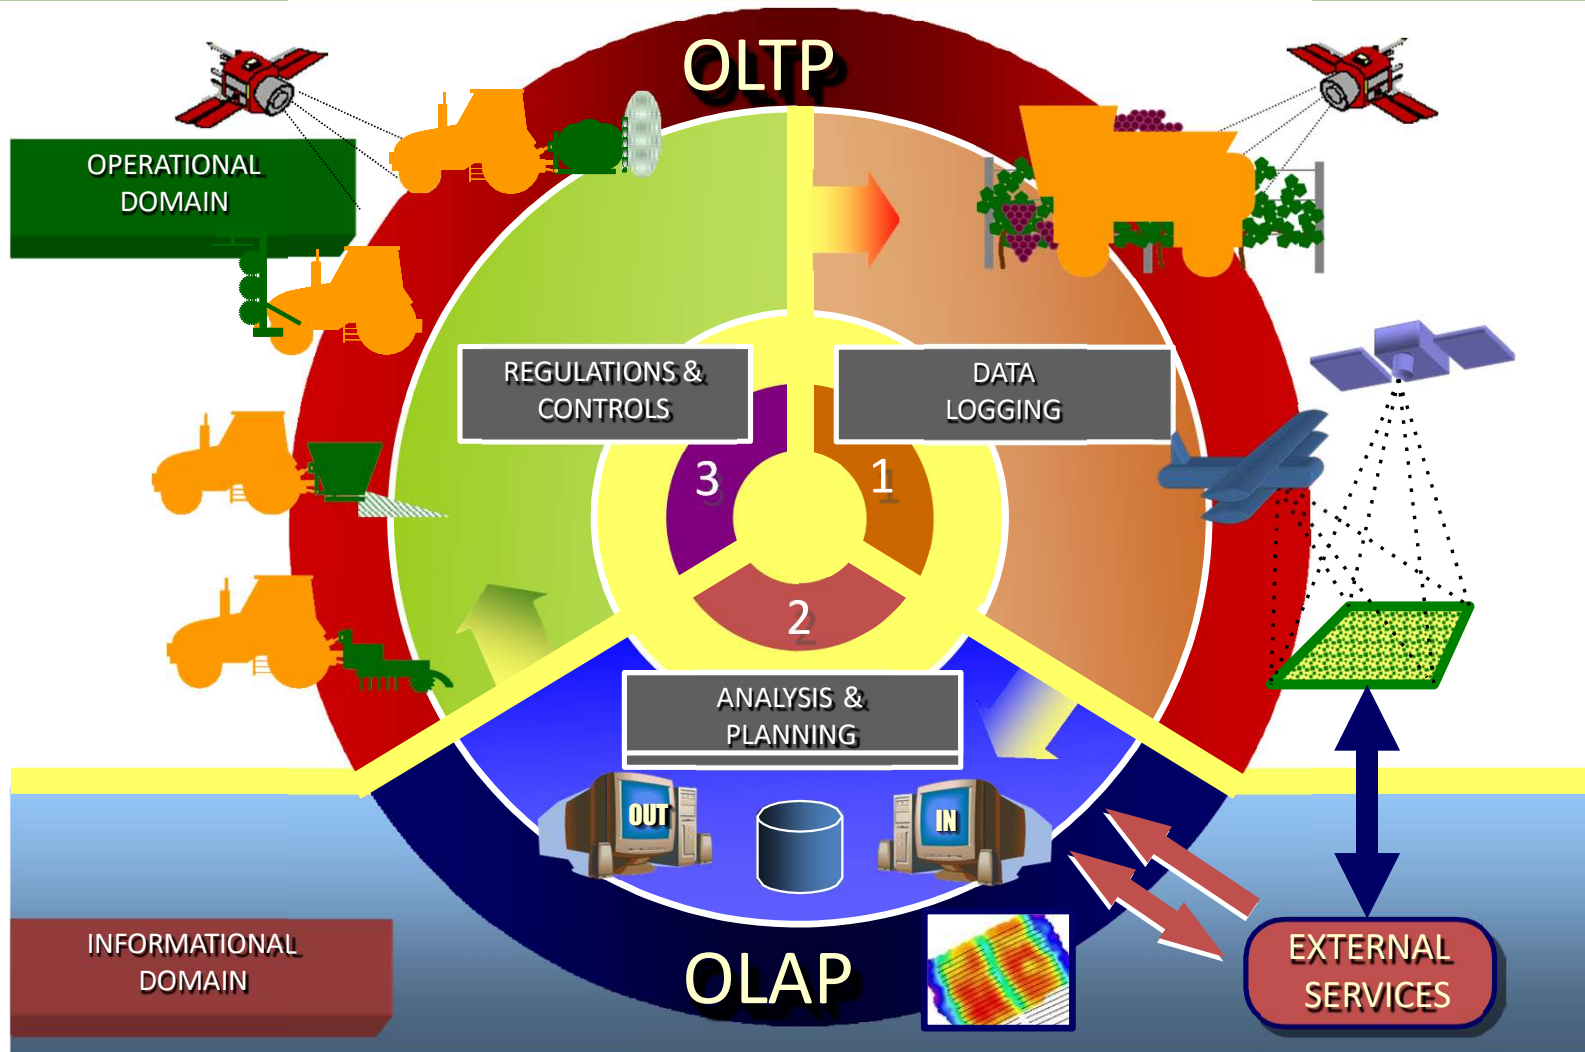 OLTP
OPERATIONAL
DOMAIN
REGULATIONS &
CONTROLS
DATA
LOGGING
3
1
2
ANALYSIS &
PLANNING
OUT
IN
INFORMATIONAL
DOMAIN
OLAP
EXTERNAL
SERVICES